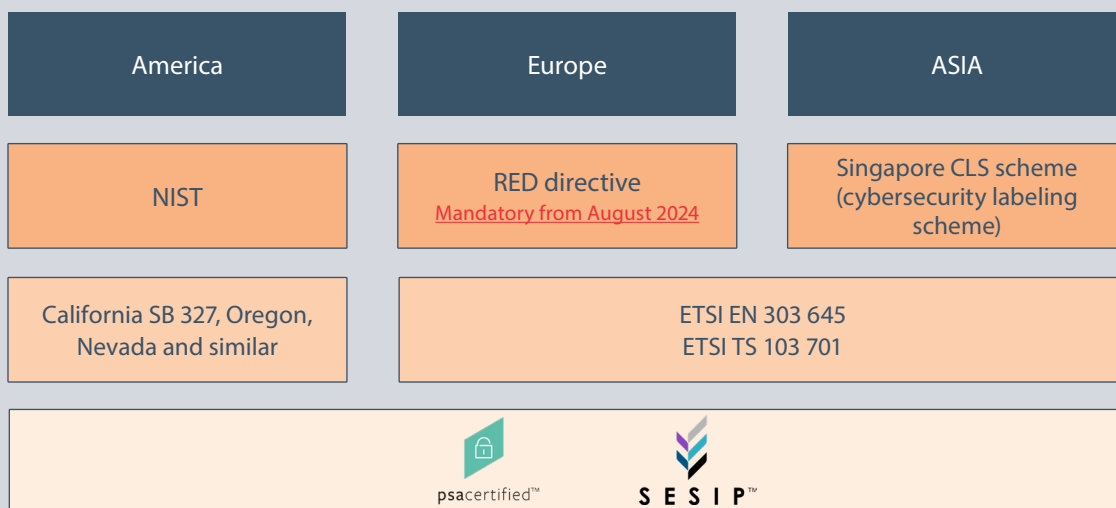 America
Europe
ASIA
NIST
RED directive
Mandatory from August 2024
Singapore CLS scheme
(cybersecurity labeling
scheme)
California SB 327, Oregon,
Nevada and similar
ETSI EN 303 645
ETSI TS 103 701
psacertified™
SESIP™